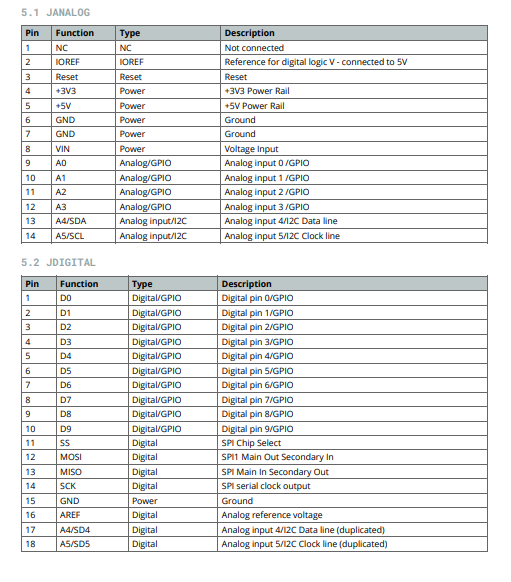 5.1 JANALOG
Pin Function Type Description
1 NC NC Not connected
2 IOREF IOREF Reference for digital logic V - connected to 5V
3 Reset Reset Reset
4 +3V3 Power +3V3 Power Rail
5 +5V Power +5V Power Rail
6 GND Power Ground
7 GND Power Ground
8 VIN Power Voltage Input
9 A0 Analog/GPIO Analog input 0 /GPIO
10 A1 Analog/GPIO Analog input 1 /GPIO
11 A2 Analog/GPIO Analog input 2 /GPIO
12 A3 Analog/GPIO Analog input 3 /GPIO
13 A4/SDA Analog input/I2C Analog input 4/I2C Data line
14 A5/SCL Analog input/I2C Analog input 5/I2C Clock line
5.2 JDIGITAL
Pin Function Type Description
1 D0 Digital/GPIO Digital pin 0/GPIO
2 D1 Digital/GPIO Digital pin 1/GPIO
3 D2 Digital/GPIO Digital pin 2/GPIO
4 D3 Digital/GPIO Digital pin 3/GPIO
5 D4 Digital/GPIO Digital pin 4/GPIO
6 D5 Digital/GPIO Digital pin 5/GPIO
7 D6 Digital/GPIO Digital pin 6/GPIO
8 D7 Digital/GPIO Digital pin 7/GPIO
9 D8 Digital/GPIO Digital pin 8/GPIO
10 D9 Digital/GPIO Digital pin 9/GPIO
11 SS Digital SPI Chip Select
12 MOSI Digital SPI1 Main Out Secondary In
13 MISO Digital SPI Main In Secondary Out
14 SCK Digital SPI serial clock output
15 GND Power Ground
16 AREF Digital Analog reference voltage
17 A4/SD4 Digital Analog input 4/I2C Data line (duplicated)
18 A5/SD5 Digital Analog input 5/I2C Clock line (duplicated)